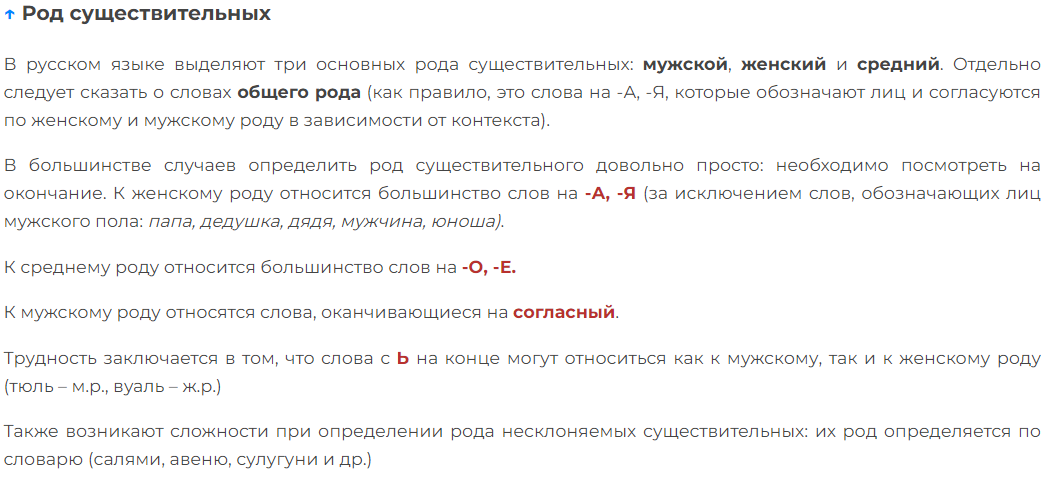 ↑ Род существительных
В русском языке выделяют три основных рода существительных: мужской, женский и средний. Отдельно
следует сказать о словах общего рода (как правило, это слова на -А, -Я, которые обозначают лиц и согласуются
по женскому и мужскому роду в зависимости от контекста).
В большинстве случаев определить род существительного довольно просто: необходимо посмотреть на
окончание. К женскому роду относится большинство слов на -А, -Я (за исключением слов, обозначающих лиц
мужского пола: папа, дедушка, дядя, мужчина, юноша).
К среднему роду относится большинство слов на -О, -Е.
К мужскому роду относятся слова, оканчивающиеся на согласный.
Трудность заключается в том, что слова с Ь на конце могут относиться как к мужскому, так и к женскому роду
(тюль – м.р., вуаль – ж.р.)
Также возникают сложности при определении рода несклоняемых существительных: их род определяется по
словарю (салями, авеню, сулугуни и др.)